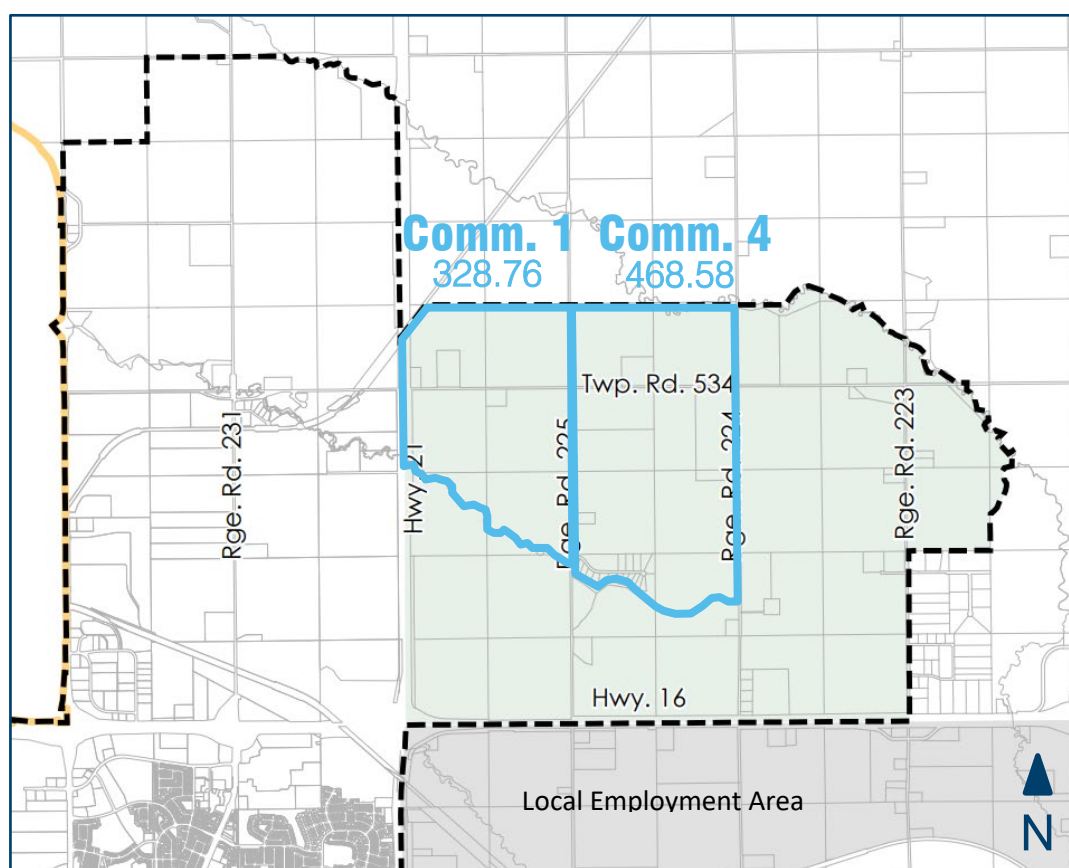 Comm. 1 Comm. 4
328.76 468.58
Twp. Rd. 534
Rge. Rd. 231
Hwy. 21
Rge. Rd. 225
Rge. Rd. 224
Rge. Rd. 223
Hwy. 16
Local Employment Area
N